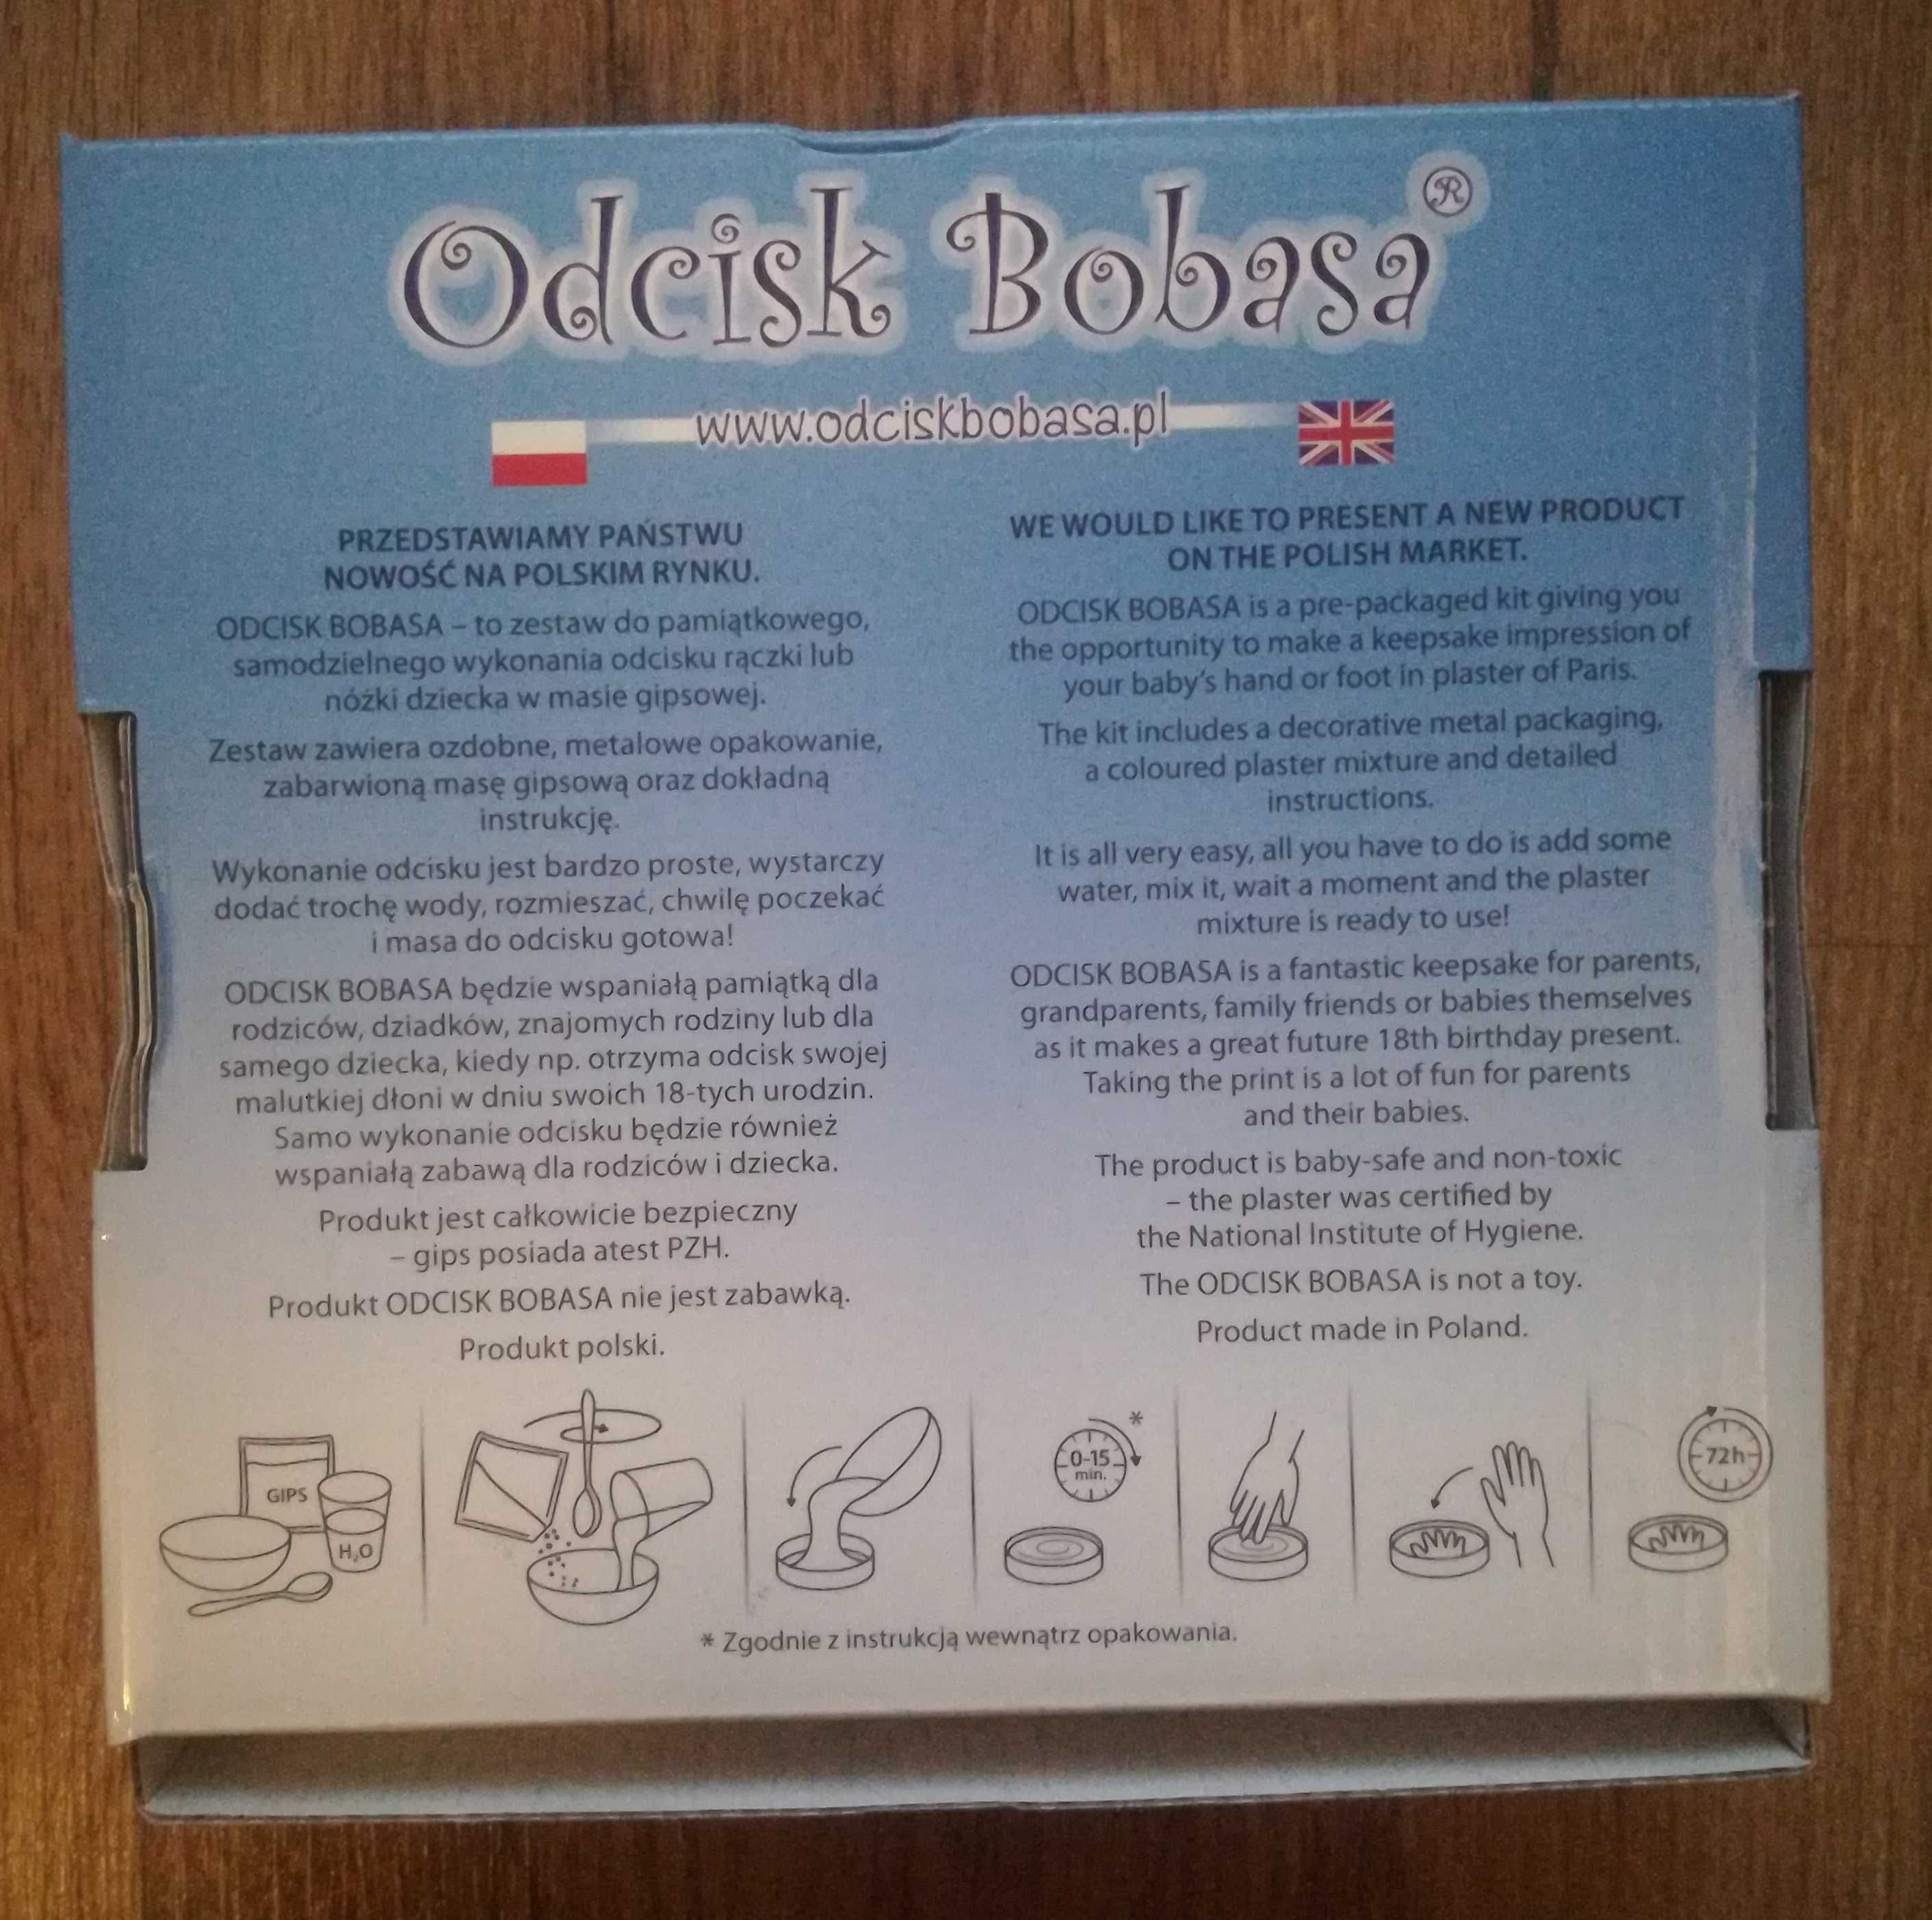 Odcisk Bobasa®
www.odciskbobasa.pl
PRZEDSTAWIAMY PAŃSTWU
NOWOŚĆ NA POLSKIM RYNKU.
ODCISK BOBASA – to zestaw do pamiątkowego,
samodzielnego wykonania odcisku rączki lub
nóżki dziecka w masie gipsowej.
Zestaw zawiera ozdobne, metalowe opakowanie,
zabarwioną masę gipsową oraz dokładną
instrukcję.
Wykonanie odcisku jest bardzo proste, wystarczy
dodać trochę wody, rozmieszać, chwilę poczekać
i masa do odcisku gotowa!
ODCISK BOBASA będzie wspaniałą pamiątką dla
rodziców, dziadków, znajomych rodziny lub dla
samego dziecka, kiedy np. otrzyma odcisk swojej
malutkiej dłoni w dniu swoich 18-tych urodzin.
Samo wykonanie odcisku będzie również
wspaniałą zabawą dla rodziców i dziecka.
Produkt jest całkowicie bezpieczny
– gips posiada atest PZH.
Produkt ODCISK BOBASA nie jest zabawką.
Produkt polski.
WE WOULD LIKE TO PRESENT A NEW PRODUCT
ON THE POLISH MARKET.
ODCISK BOBASA is a pre-packaged kit giving you
the opportunity to make a keepsake impression of
your baby's hand or foot in plaster of Paris.
The kit includes a decorative metal packaging,
a coloured plaster mixture and detailed
instructions.
It is all very easy, all you have to do is add some
water, mix it, wait a moment and the plaster
mixture is ready to use!
ODCISK BOBASA is a fantastic keepsake for parents,
grandparents, family friends or babies themselves
as it makes a great future 18th birthday present.
Taking the print is a lot of fun for parents
and their babies.
The product is baby-safe and non-toxic
– the plaster was certified by
the National Institute of Hygiene.
The ODCISK BOBASA is not a toy.
Product made in Poland.
GIPS
H₂O
0-15
min.
*
72h
* Zgodnie z instrukcją wewnątrz opakowania.